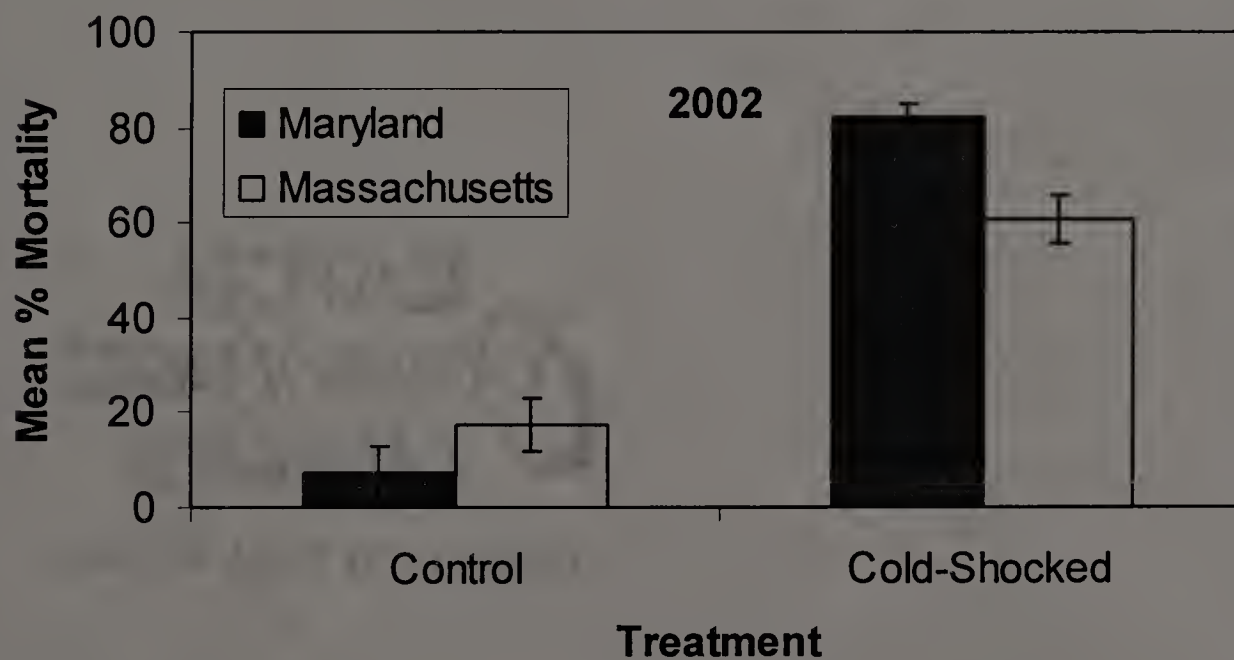 100
80
60
40
20
0
Mean % Mortality
2002
Maryland
Massachusetts
Control
Cold-Shocked
Treatment